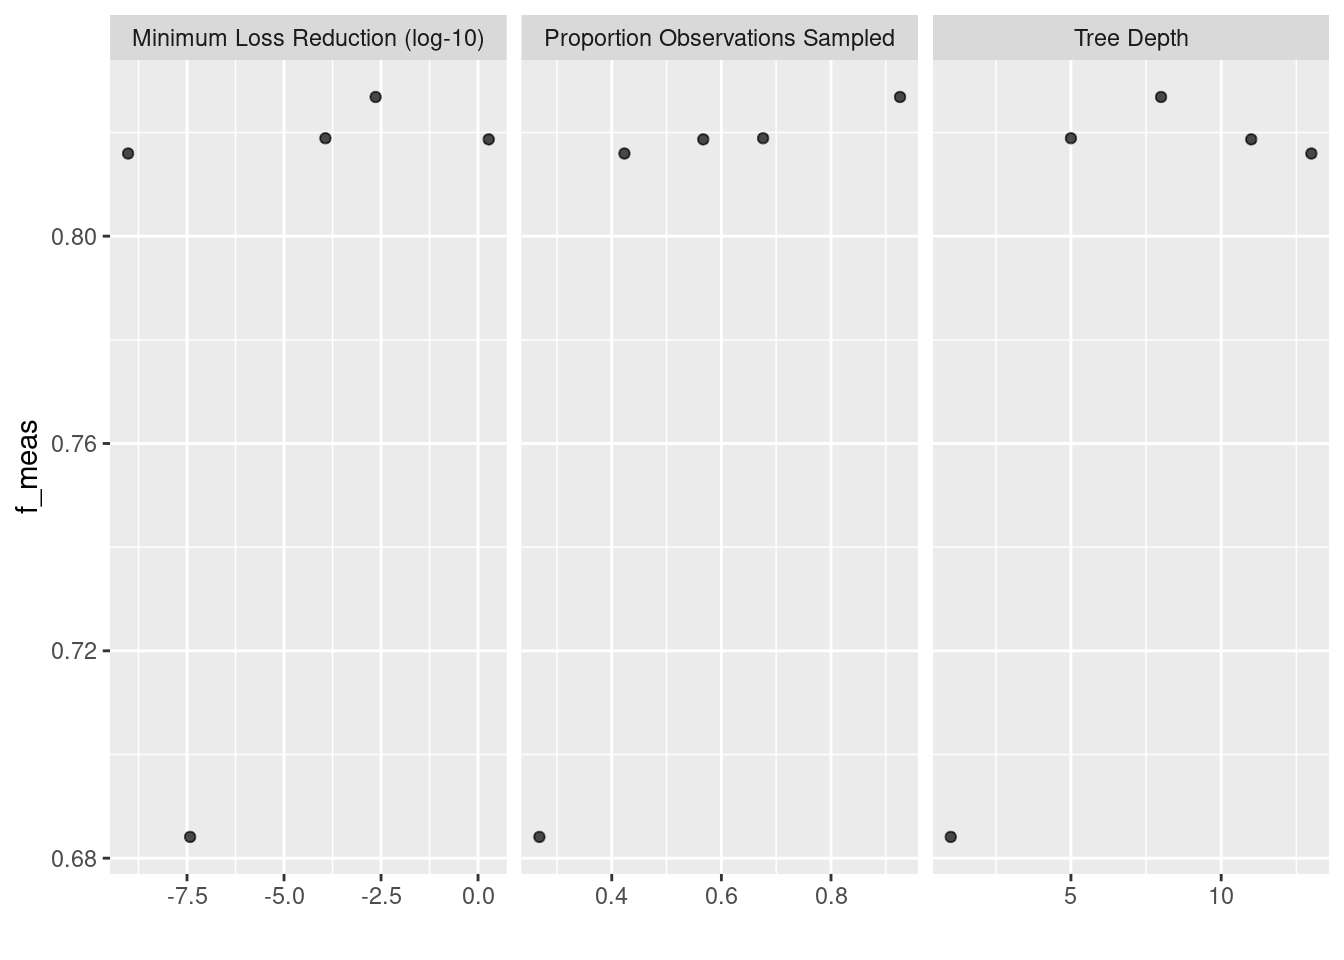 Minimum Loss Reduction (log-10)
Proportion Observations Sampled
Tree Depth
f_meas
0.80
0.76
0.72
0.68
-7.5 -5.0 -2.5 0.0
0.4 0.6 0.8
5 10